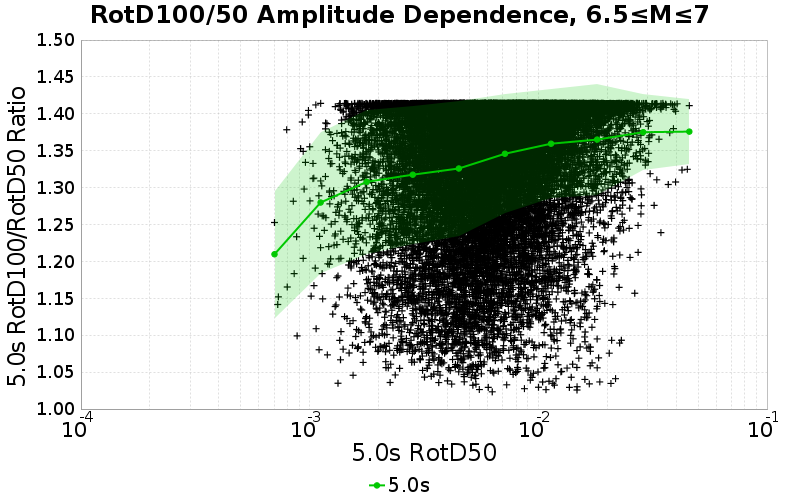 RotD100/50 Amplitude Dependence, 6.5≤M≤7
5.0s RotD100/RotD50 Ratio
1.50
1.45
1.40
1.35
1.30
1.25
1.20
1.15
1.10
1.05
1.00
10-4 10-3 10-2 10-1
5.0s RotD50
5.0s